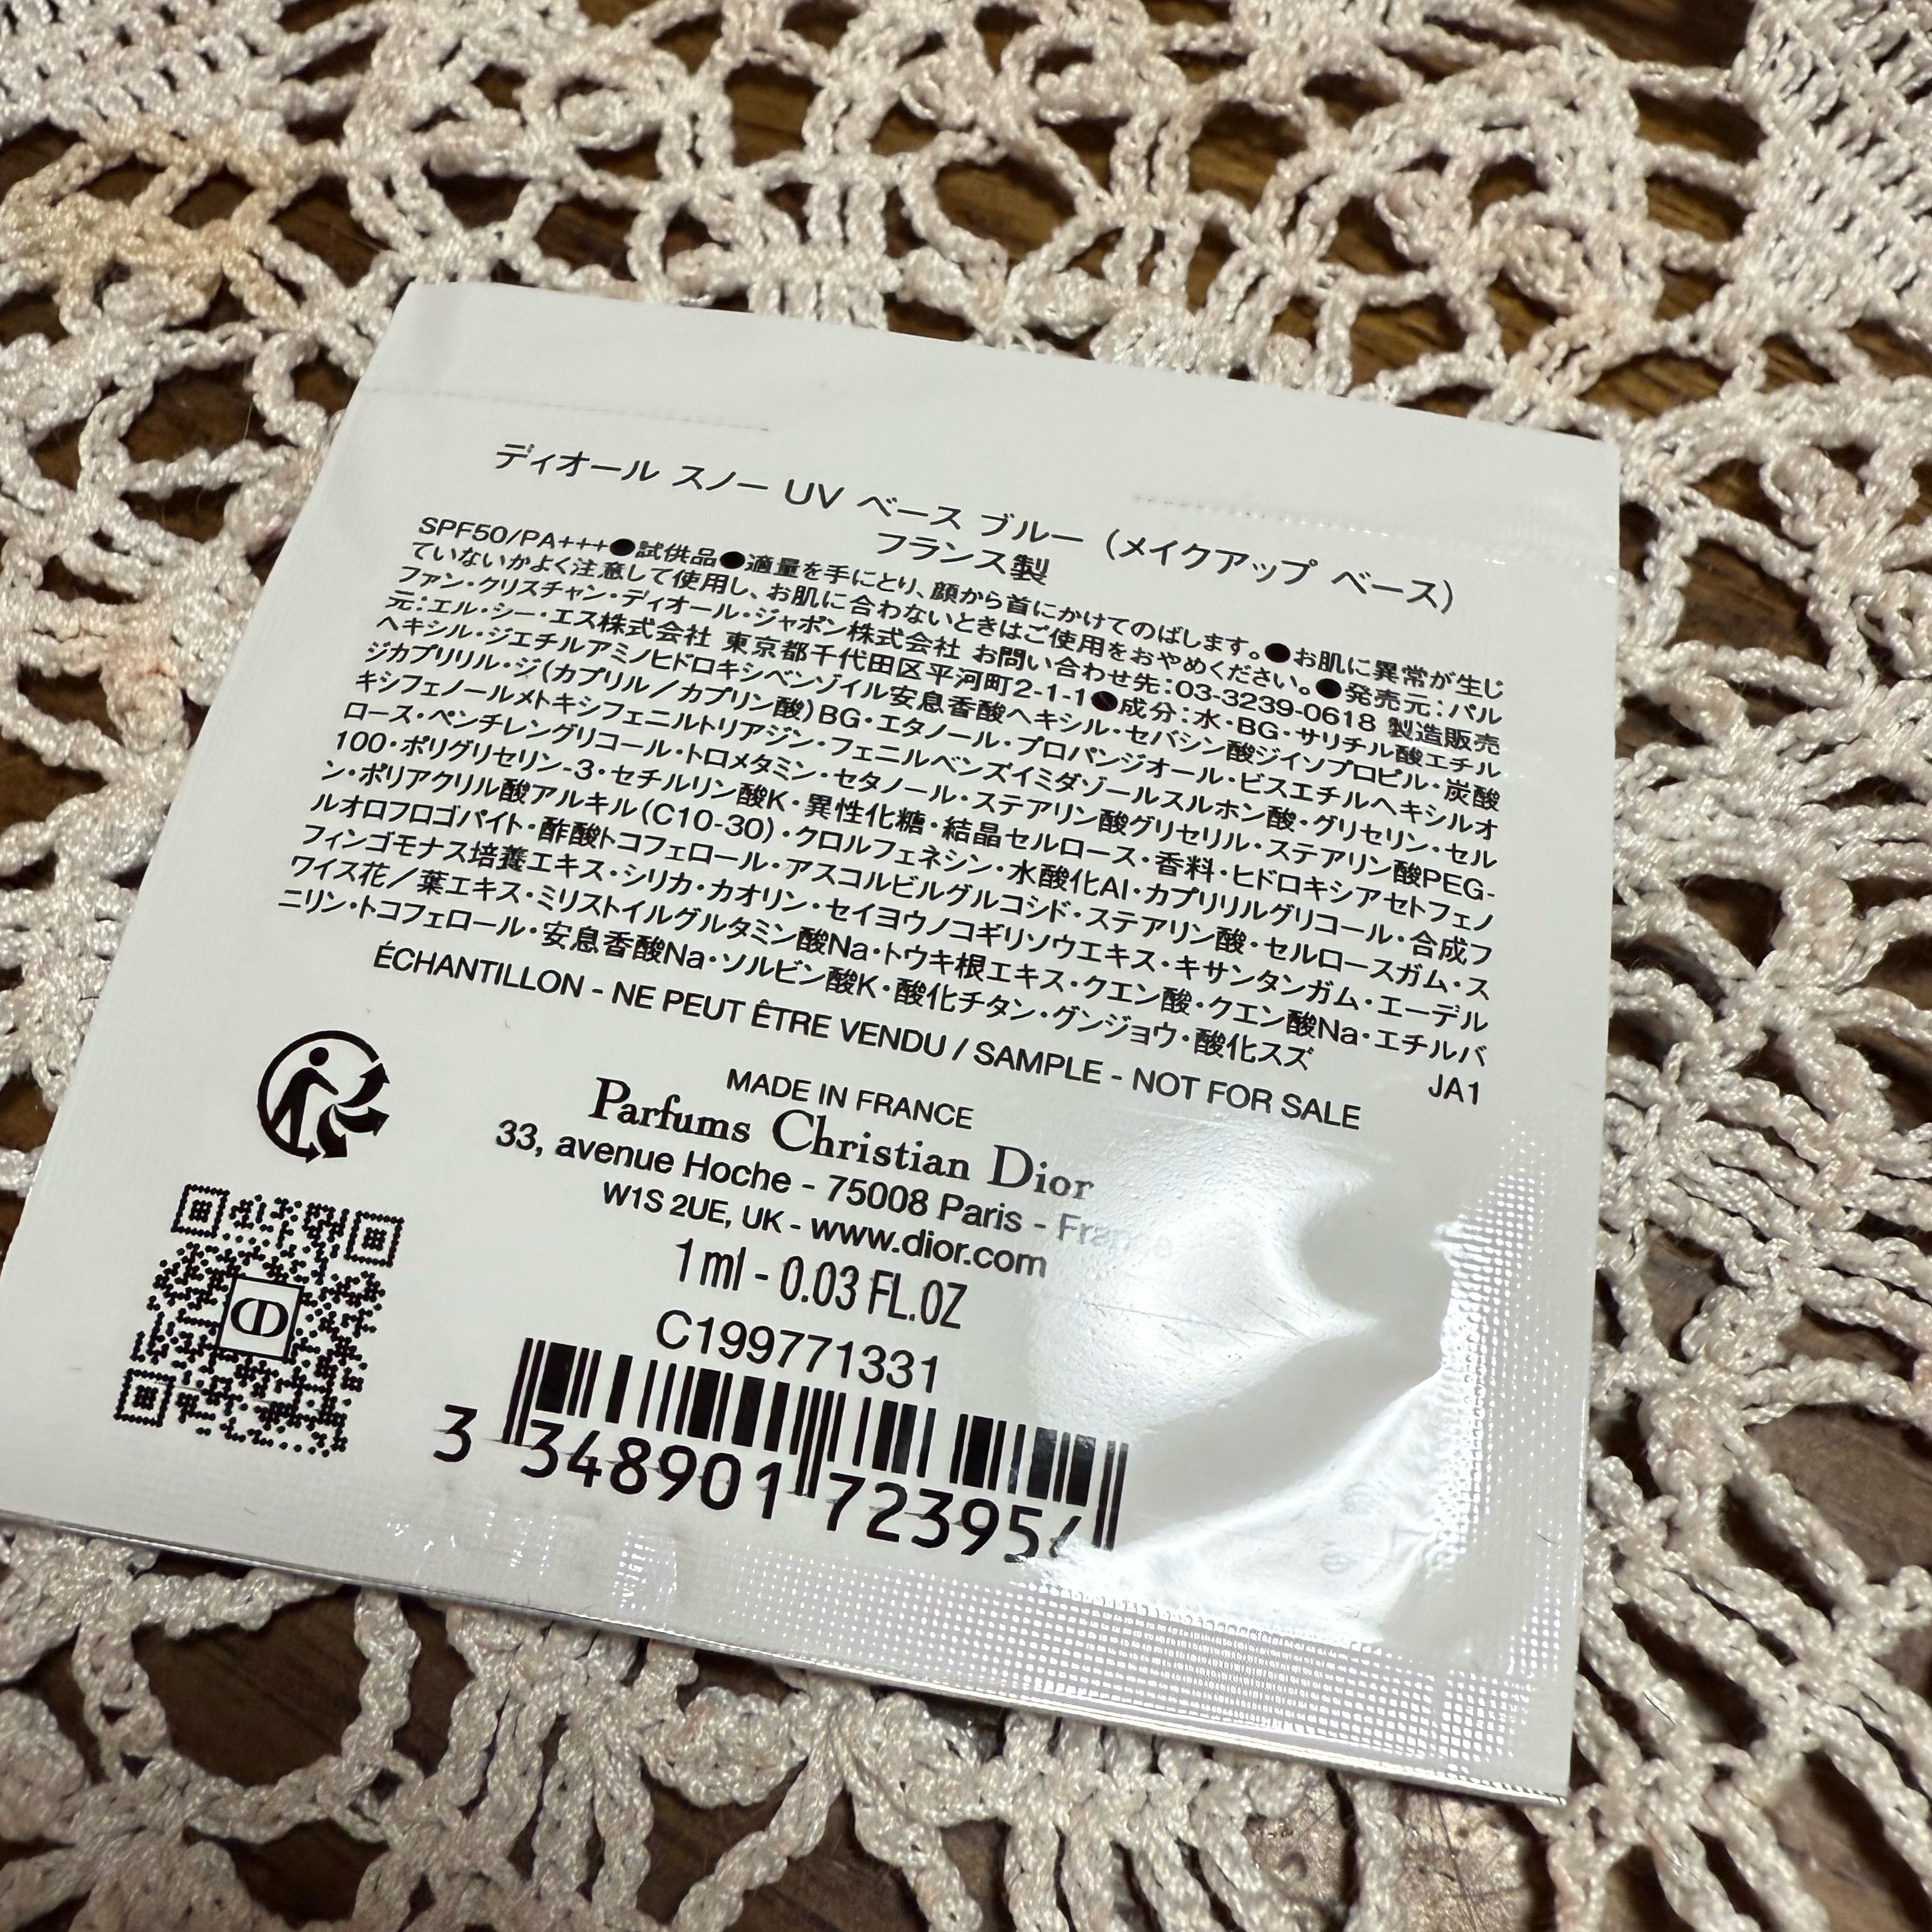 ディオール スノー UV ベース ブルー (メイクアップ ベース)
フランス製
SPF50/PA+++●試供品●適量を手にとり、顔から首にかけてのばします。●お肌に異常が生じ
ていないかよく注意して使用し、お肌に合わないときはご使用をおやめください。●発売元:パル
ファン・クリスチャン・ディオール・ジャポン株式会社 お問い合わせ先:03-3239-0618 製造販売
元:エル・シー・エス株式会社 東京都千代田区平河町2-1-1●成分:水・BG・サリチル酸エチル
ヘキシル・ジエチルアミノヒドロキシベンゾイル安息香酸ヘキシル・セバシン酸ジイソプロピル・炭酸
ジカプリリル・ジ(カプリル/カプリン酸)BG・エタノール・プロパンジオール・ビスエチルヘキシルオ
キシフェノールメトキシフェニルトリアジン・フェニルベンズイミダゾールスルホン酸・グリセリン・セル
ロース・ペンチレングリコール・トロメタミン・セタノール・ステアリン酸グリセリル・ステアリン酸PEG-
100・ポリグリセリン-3・セチルリン酸K・異性化糖・結晶セルロース・香料・ヒドロキシアセトフェノ
ン・ポリアクリル酸アルキル(C10-30)・クロルフェネシン・水酸化Al・カプリリルグリコール・合成フ
ルオロフロゴパイト・酢酸トコフェロール・アスコルビルグルコシド・ステアリン酸・セルロースガム・ス
フィンゴモナス培養エキス・シリカ・カオリン・セイヨウノコギリソウエキス・キサンタンガム・エーデル
ワイス花/葉エキス・ミリストイルグルタミン酸Na・トウキ根エキス・クエン酸・クエン酸Na・エチルバ
ニリン・トコフェロール・安息香酸Na・ソルビン酸K・酸化チタン・グンジョウ・酸化スズ
JA1
ÉCHANTILLON - NE PEUT ÊTRE VENDU / SAMPLE - NOT FOR SALE
MADE IN FRANCE
Parfums Christian Dior
33, avenue Hoche - 75008 Paris - France
W1S 2UE, UK - www.dior.com
1 ml - 0.03 FL.OZ
C199771331
3 348901 72395